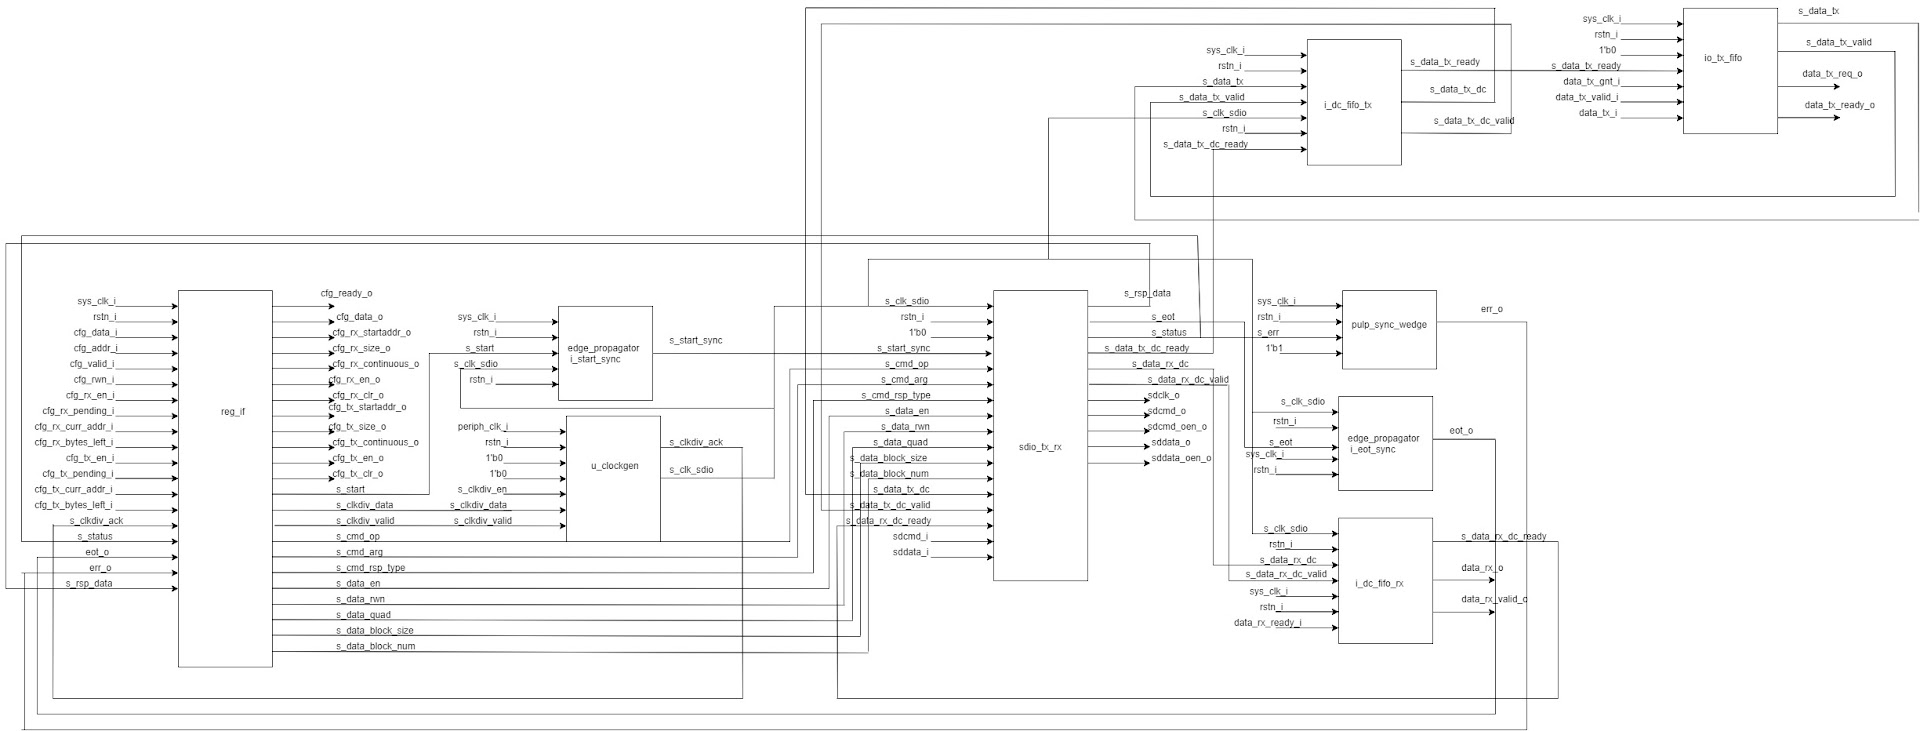 s_data_tx
sys_clk_i
rstn_i
1'b0
s_data_tx_ready
data_tx_gnt_i
data_tx_valid_i
data_tx_i
io_tx_fifo
s_data_tx_valid
data_tx_req_o
data_tx_ready_o
sys_clk_i
rstn_i
s_data_tx
s_data_tx_valid
s_clk_sdio
rstn_i
s_data_tx_dc_ready
i_dc_fifo_tx
s_data_tx_ready
s_data_tx_dc
s_data_tx_dc_valid
sys_clk_i
rstn_i
cfg_data_i
cfg_addr_i
cfg_valid_i
cfg_rwn_i
cfg_rx_en_i
cfg_rx_pending_i
cfg_rx_curr_addr_i
cfg_rx_bytes_left_i
cfg_tx_en_i
cfg_tx_pending_i
cfg_tx_curr_addr_i
cfg_tx_bytes_left_i
s_clkdiv_ack
s_status
eot_o
err_o
s_rsp_data
reg_if
cfg_ready_o
cfg_data_o
cfg_rx_startaddr_o
cfg_rx_size_o
cfg_rx_continuous_o
cfg_rx_en_o
cfg_rx_clr_o
cfg_tx_startaddr_o
cfg_tx_size_o
cfg_tx_continuous_o
cfg_tx_en_o
cfg_tx_clr_o
s_start
s_clkdiv_data
s_clkdiv_valid
s_cmd_op
s_cmd_arg
s_cmd_rsp_type
s_data_en
s_data_rwn
s_data_quad
s_data_block_size
s_data_block_num
sys_clk_i
rstn_i
s_start
s_clk_sdio
rstn_i
edge_propagator
i_start_sync
s_start_sync
periph_clk_i
rstn_i
1'b0
1'b0
s_clkdiv_en
s_clkdiv_data
s_clkdiv_valid
u_clockgen
s_clkdiv_ack
s_clk_sdio
s_clk_sdio
rstn_i
1'b0
s_start_sync
s_cmd_op
s_cmd_arg
s_cmd_rsp_type
s_data_en
s_data_rwn
s_data_quad
s_data_block_size
s_data_block_num
s_data_tx_dc
s_data_tx_dc_valid
s_data_rx_dc_ready
sdcmd_i
sddata_i
sdio_tx_rx
s_rsp_data
s_eot
s_status
s_data_tx_dc_ready
s_data_rx_dc
s_data_rx_dc_valid
sdclk_o
sdcmd_o
sdcmd_oen_o
sddata_o
sddata_oen_o
sys_clk_i
rstn_i
s_err
1'b1
pulp_sync_wedge
err_o
s_clk_sdio
rstn_i
s_eot
sys_clk_i
rstn_i
edge_propagator
i_eot_sync
eot_o
s_clk_sdio
rstn_i
s_data_rx_dc
s_data_rx_dc_valid
sys_clk_i
rstn_i
data_rx_ready_i
i_dc_fifo_rx
s_data_rx_dc_ready
data_rx_o
data_rx_valid_o